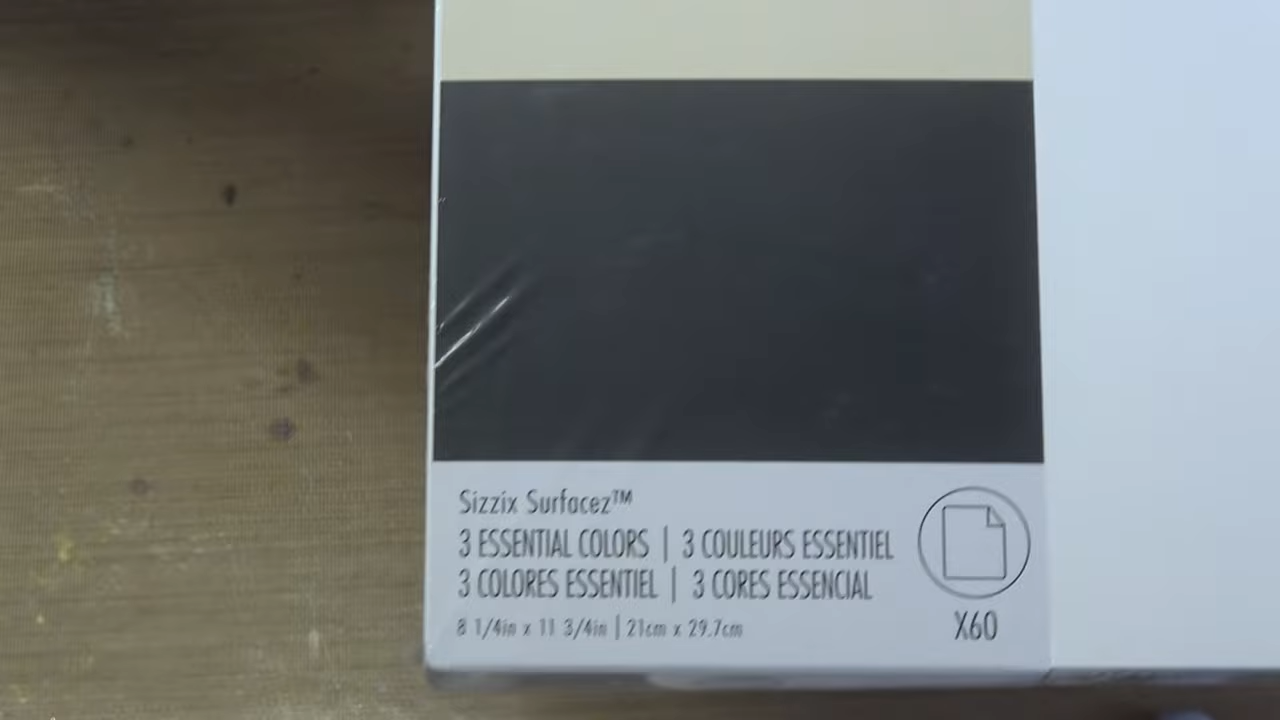 Sizzix Surfacez™
3 ESSENTIAL COLORS | 3 COULEURS ESSENTIEL
3 COLORES ESSENTIEL | 3 CORES ESSENCIAL
8 1/4in x 11 3/4in | 21cm x 29.7cm
X60